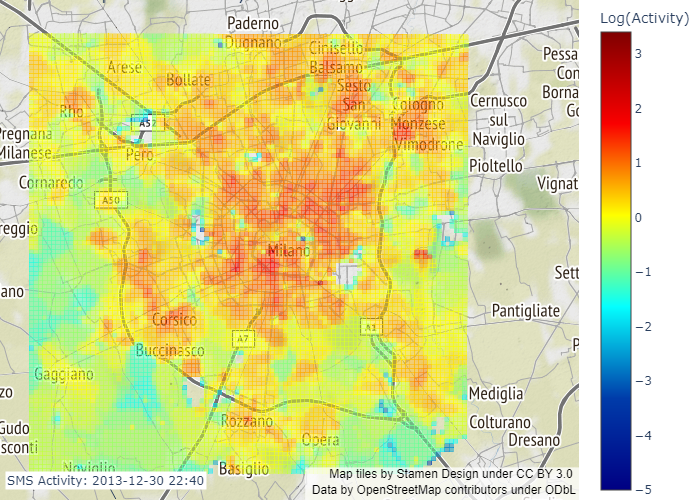 Log(Activity)
Paderno
Dugnano
Cinisello
Balsamo
Arese
Bollate
Sesto
San
Giovanni
Pessa
Con
Borna
Go
Rho
Cologno
Monzese
Vimodrone
Cernusco
sul
Naviglio
A52
Pregnana
Milanese
Pero
Pioltello
Cornaredo
Vignat
A50
reggio
Milano
Sett
ano
Pantigliate
Corsico
A7
A1
Buccinasco
Gaggiano
Mediglia
zo
Rozzano
Colturano
Gudo
sconti
Opera
Dresano
Noviglio
Basiglio
SMS Activity: 2013-12-30 22:40
Map tiles by Stamen Design under CC BY 3.0
Data by OpenStreetMap contributors under ODbL
3
2
1
0
−1
−2
−3
−4
−5